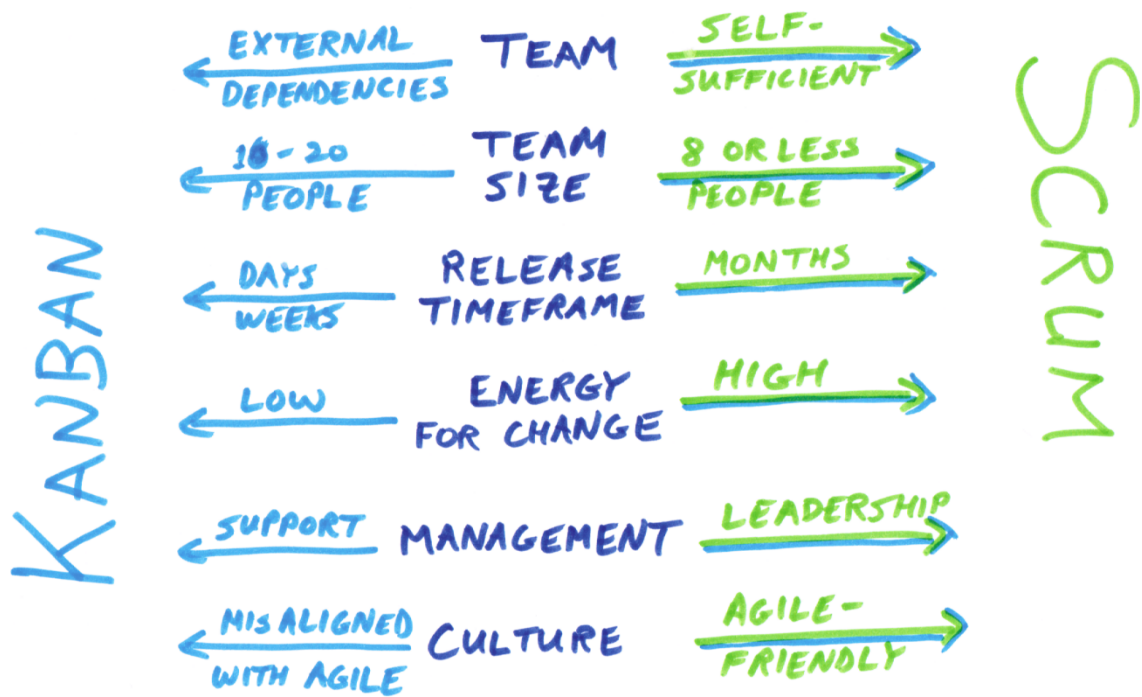 KANBAN
SCRUM
EXTERNAL
DEPENDENCIES
TEAM
SELF-
SUFFICIENT
-20
PEOPLE
TEAM
SIZE
8 OR LESS
PEOPLE
DAYS
WEEKS
RELEASE
TIMEFRAME
MONTHS
LOW
ENERGY
FOR CHANGE
HIGH
SUPPORT
MANAGEMENT
LEADERSHIP
MISALIGNED
WITH AGILE
CULTURE
AGILE-
FRIENDLY